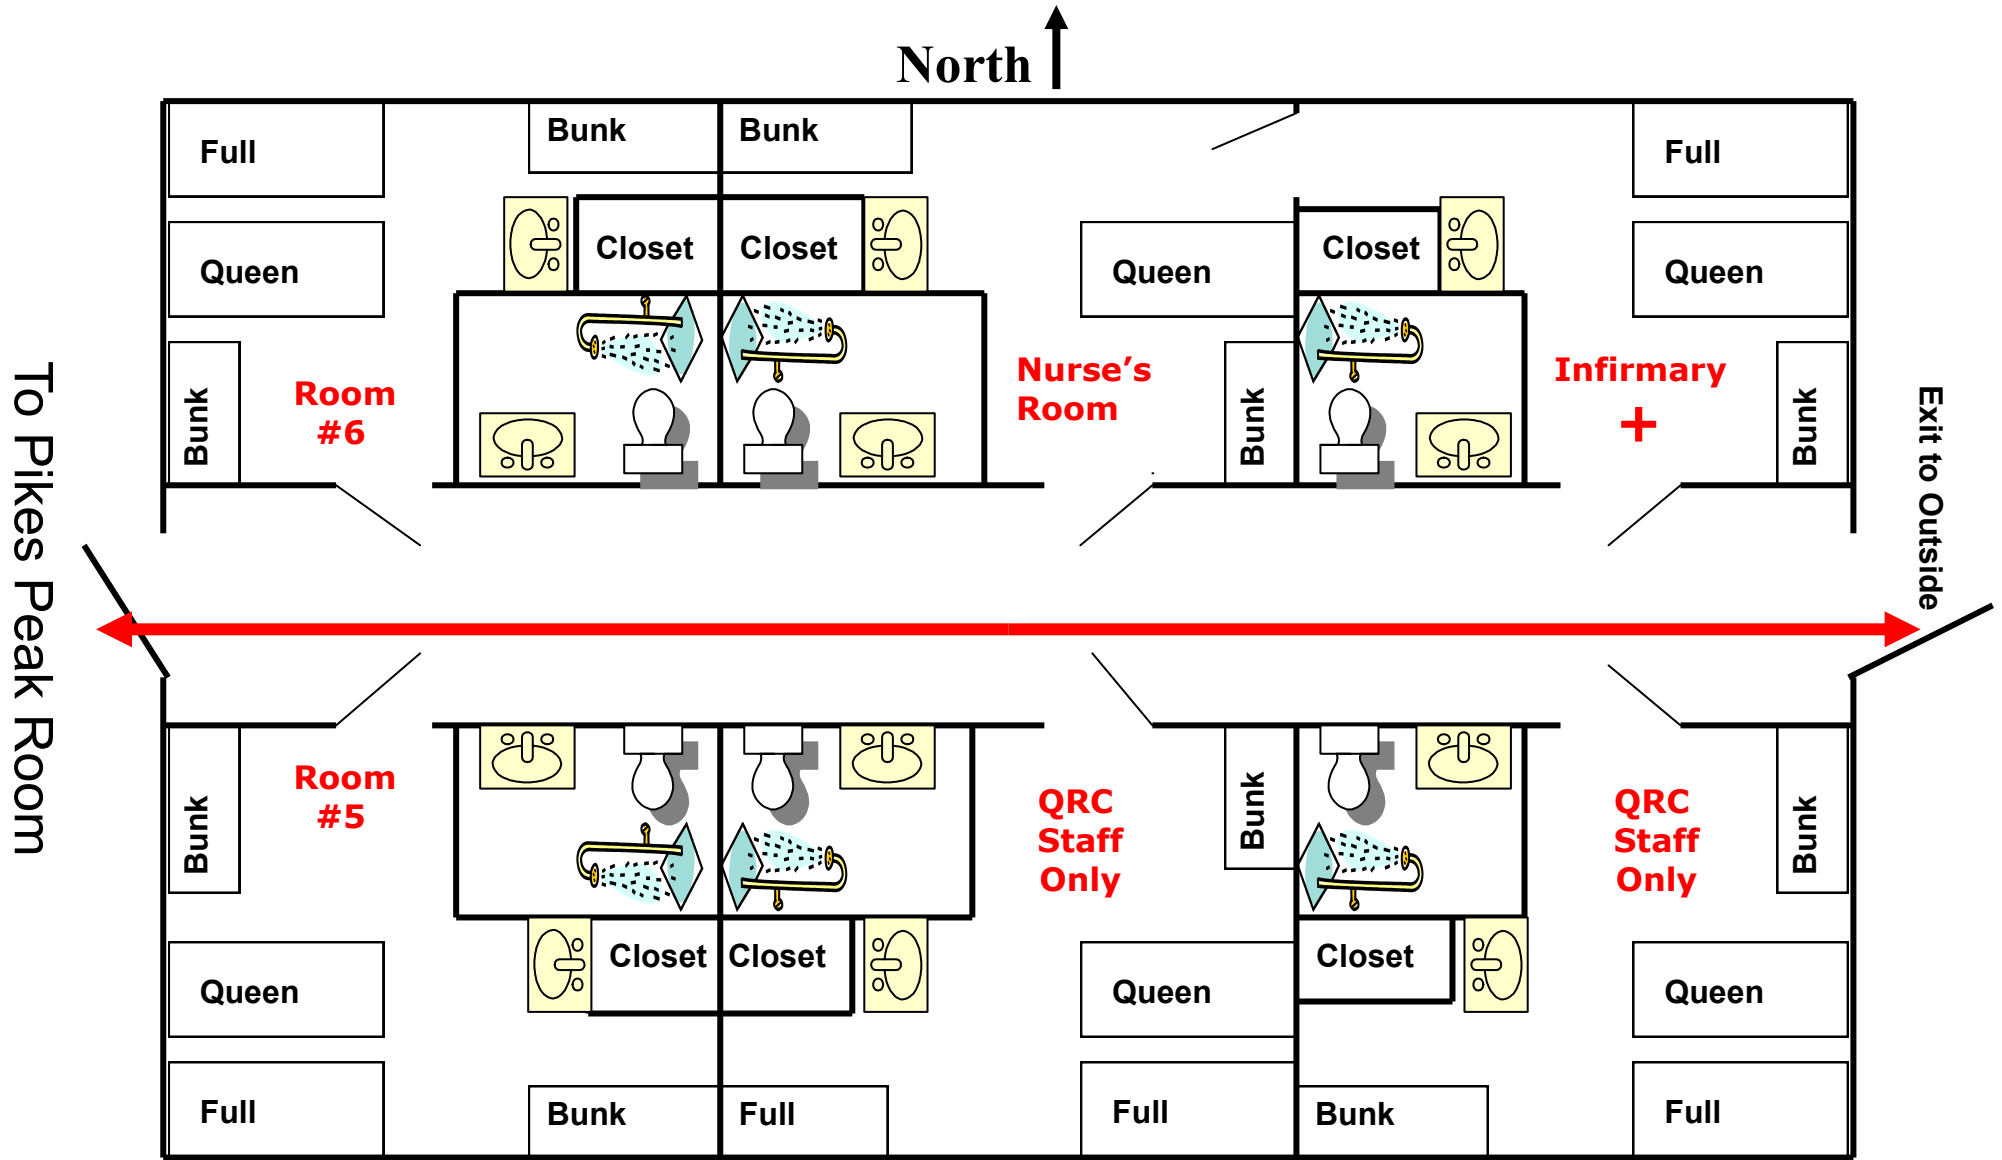 North
Full
Bunk
Bunk
Full
Closet
Closet
Closet
Queen
Queen
Queen
Nurse’s
Room
Infirmary
+
Room
#6
Bunk
Bunk
Bunk
To Pikes Peak Room
Exit to Outside
Room
#5
QRC
Staff
Only
QRC
Staff
Only
Bunk
Bunk
Bunk
Closet
Closet
Closet
Queen
Queen
Queen
Full
Bunk
Full
Full
Bunk
Full